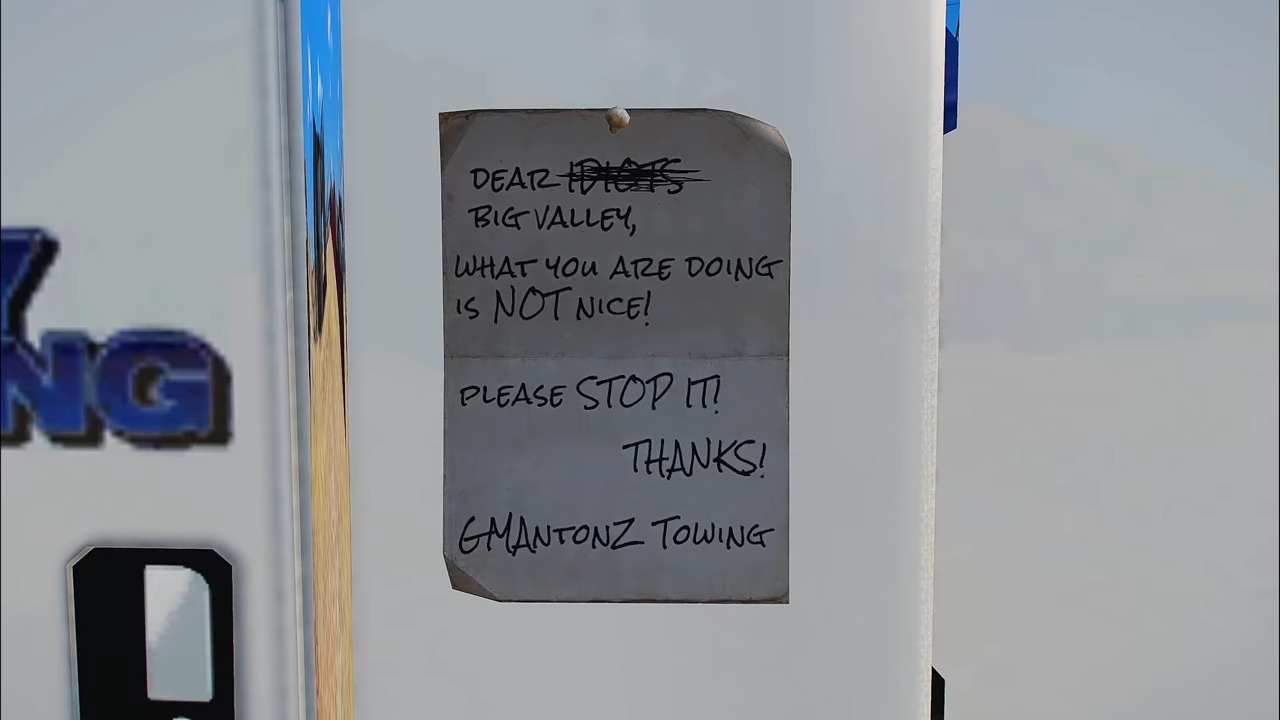 DEAR IDIOTS
BIG VALLEY,
WHAT YOU ARE DOING
IS NOT NICE!
PLEASE STOP IT!
THANKS!
GMANTONZ TOWING
NG